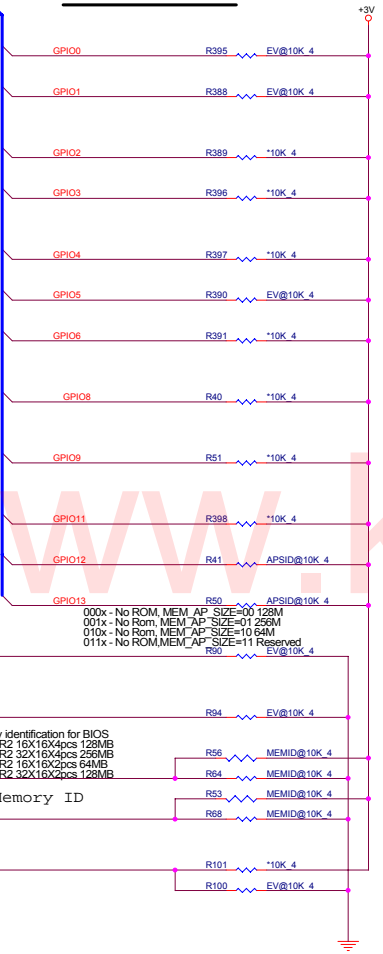 +3V
GPIO0 R395 EV@10K_4
GPIO1 R388 EV@10K_4
GPIO2 R389 *10K_4
GPIO3 R396 *10K_4
GPIO4 R397 *10K_4
GPIO5 R390 EV@10K_4
GPIO6 R391 *10K_4
GPIO8 R40 *10K_4
GPIO9 R51 *10K_4
GPIO11 R398 *10K_4
GPIO12 R41 APSID@10K_4
GPIO13 R50 APSID@10K_4
000x - No ROM, MEM_AP_SIZE=00 128M
001x - No Rom, MEM_AP_SIZE=01 256M
010x - No Rom, MEM_AP_SIZE=10 64M
011x - No ROM,MEM_AP_SIZE=11 Reserved
R90 EV@10K_4
R94 EV@10K_4
y identification for BIOS
R2 16X16X4pcs 128MB
R2 32X16X4pcs 256MB
R2 16X16X2pcs 64MB
R2 32X16X2pcs 128MB
R56 MEMID@10K_4
R64 MEMID@10K_4
Memory ID
R53 MEMID@10K_4
R68 MEMID@10K_4
R101 *10K_4
R100 EV@10K_4
ww.k